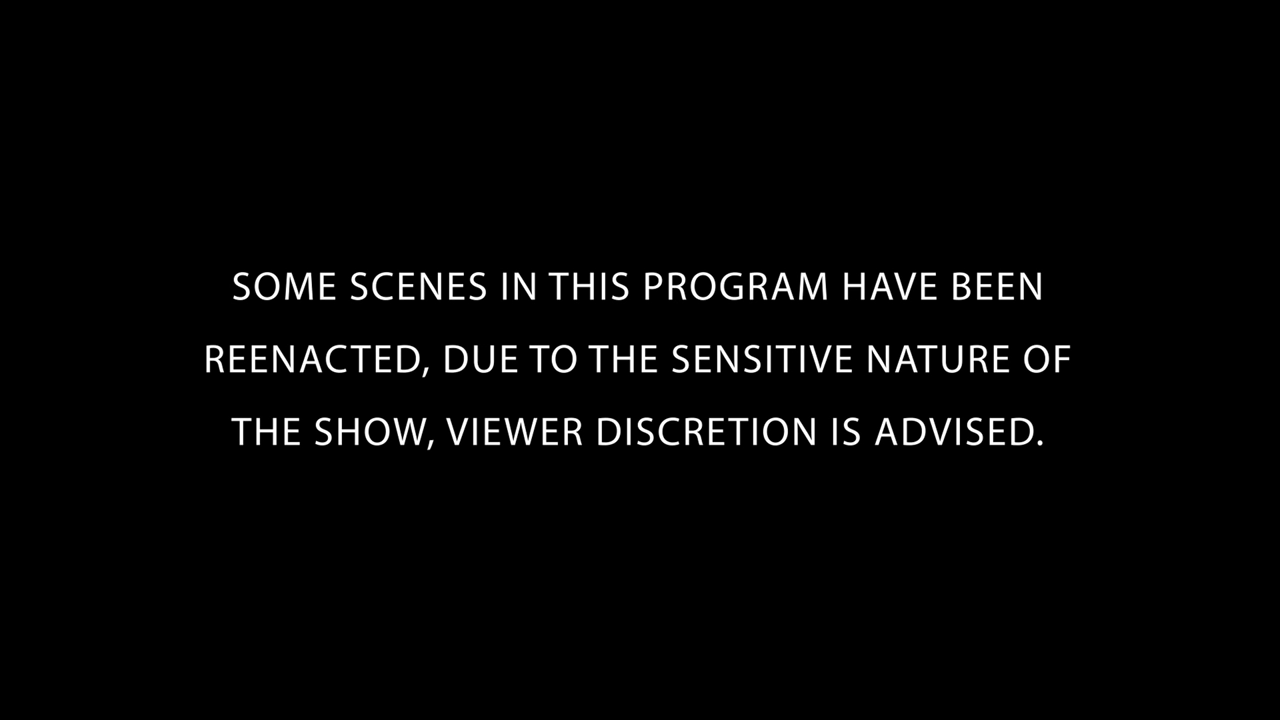 SOME SCENES IN THIS PROGRAM HAVE BEEN
REENACTED, DUE TO THE SENSITIVE NATURE OF
THE SHOW, VIEWER DISCRETION IS ADVISED.